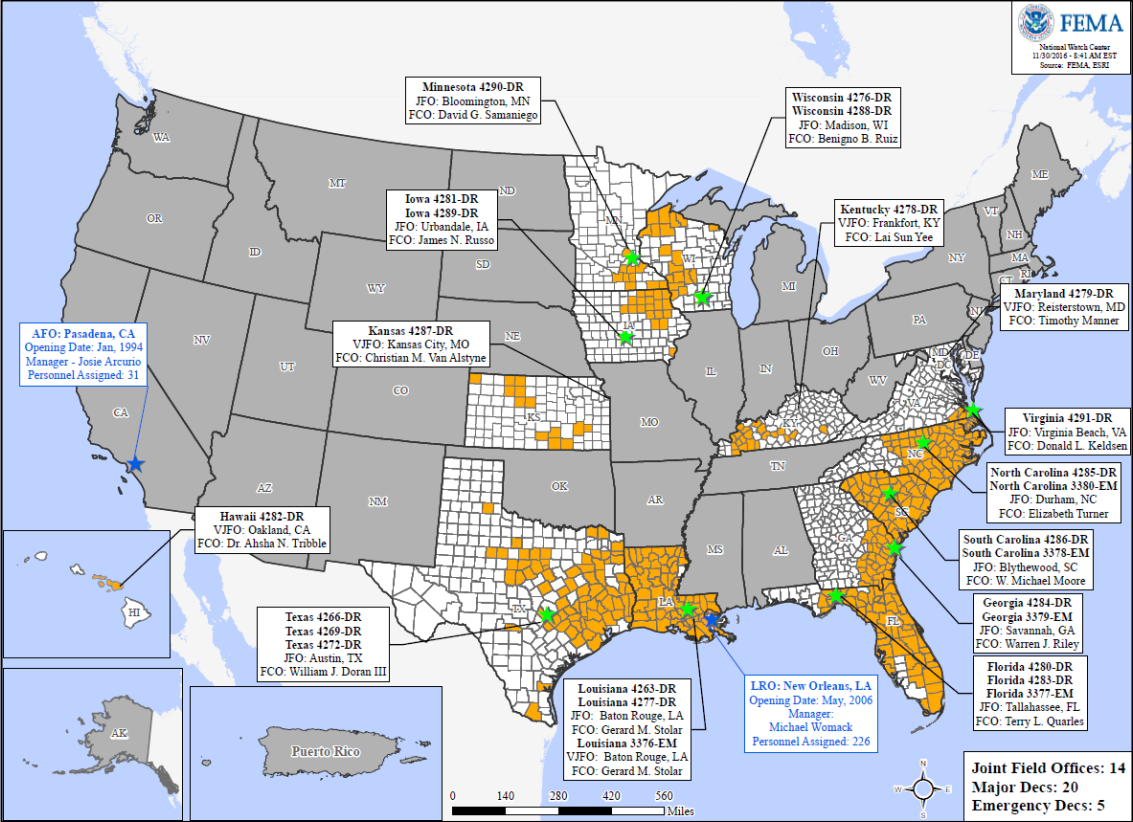 FEMA
National Watch Center
11/30/2016 - 8:41 AM EST
Source: FEMA, ESRI
Minnesota 4290-DR
JFO: Bloomington, MN
FCO: David G. Samaniego
Wisconsin 4276-DR
Wisconsin 4288-DR
JFO: Madison, WI
FCO: Benigno B. Ruiz
Iowa 4281-DR
Iowa 4289-DR
JFO: Urbandale, IA
FCO: James N. Russo
Kentucky 4278-DR
VJFO: Frankfort, KY
FCO: Lai Sun Yee
Maryland 4279-DR
VJFO: Reisterstown, MD
FCO: Timothy Manner
Kansas 4287-DR
VJFO: Kansas City, MO
FCO: Christian M. Van Alstyne
AFO: Pasadena, CA
Opening Date: Jan, 1994
Manager - Josie Arcurio
Personnel Assigned: 31
Virginia 4291-DR
JFO: Virginia Beach, VA
FCO: Donald L. Keldsen
North Carolina 4285-DR
North Carolina 3380-EM
JFO: Durham, NC
FCO: Elizabeth Turner
Hawaii 4282-DR
VJFO: Oakland, CA
FCO: Dr. Ahsha N. Tribble
South Carolina 4286-DR
South Carolina 3378-EM
JFO: Blythewood, SC
FCO: W. Michael Moore
Georgia 4284-DR
Georgia 3379-EM
JFO: Savannah, GA
FCO: Warren J. Riley
Texas 4266-DR
Texas 4269-DR
Texas 4272-DR
JFO: Austin, TX
FCO: William J. Doran III
Florida 4280-DR
Florida 4283-DR
Florida 3377-EM
JFO: Tallahassee, FL
FCO: Terry L. Quarles
Louisiana 4263-DR
Louisiana 4277-DR
JFO: Baton Rouge, LA
FCO: Gerard M. Stolar
Louisiana 3376-EM
VJFO: Baton Rouge, LA
FCO: Gerard M. Stolar
LRO: New Orleans, LA
Opening Date: May, 2006
Manager:
Michael Womack
Personnel Assigned: 226
WA
MT
ND
MN
ME
OR
ID
SD
WI
VT
NH
NY
MA
RI
CT
WY
MI
PA
NJ
NV
NE
IA
OH
MD
DE
DC
UT
IL
IN
WV
CO
VA
CA
KS
MO
KY
NC
TN
AZ
NM
OK
AR
SC
MS
AL
GA
HI
TX
LA
FL
AK
Puerto Rico
N
W
E
S
0
140
280
420
560
Miles
Joint Field Offices: 14
Major Decs: 20
Emergency Decs: 5